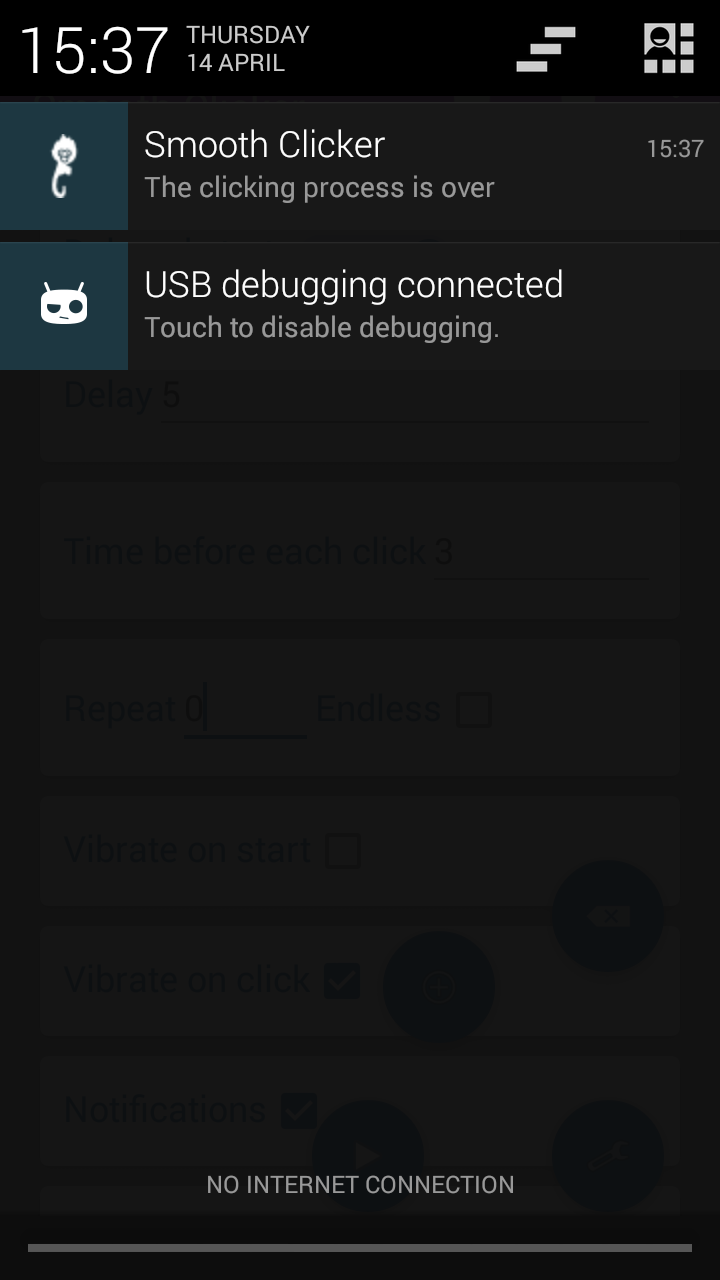 15:37 THURSDAY
14 APRIL
Smooth Clicker 15:37
The clicking process is over
USB debugging connected
Touch to disable debugging.
Delay 5
Time before each click 3
Repeat 0 Endless
Vibrate on start
Vibrate on click
Notifications
NO INTERNET CONNECTION